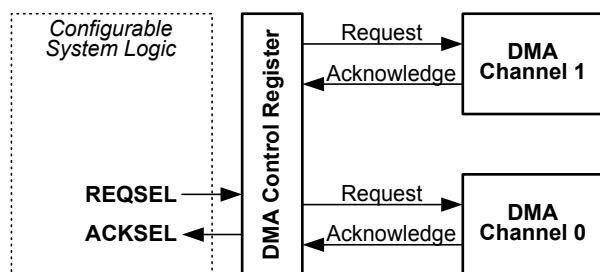 Configurable
System Logic
REQSEL
ACKSEL
DMA Control Register
Request
Acknowledge
DMA
Channel 1
Request
Acknowledge
DMA
Channel 0